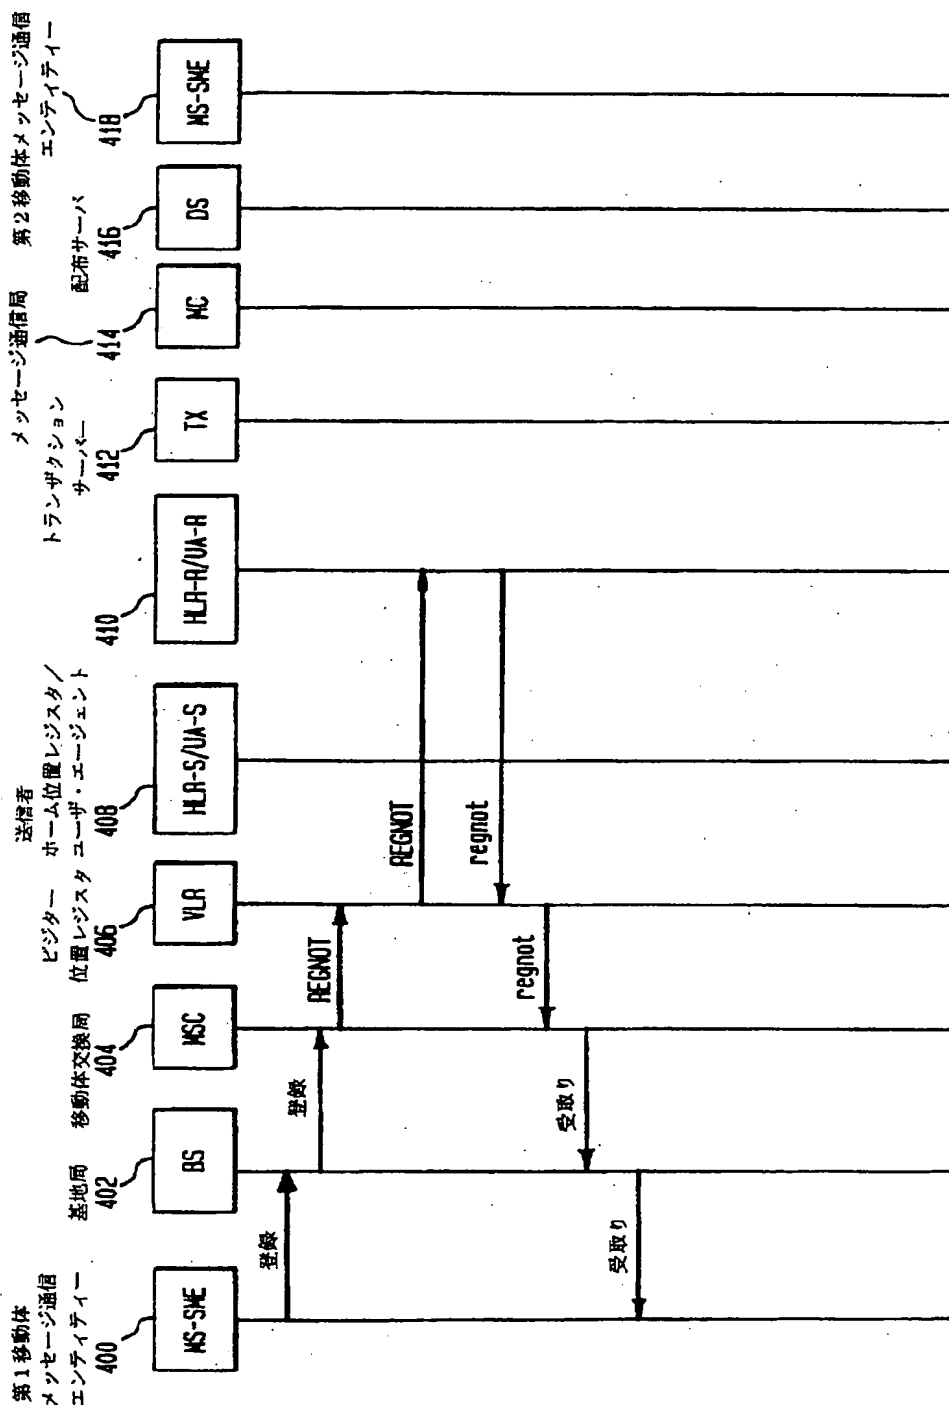 第1移動体
メッセージ通信
エンティティー
400
MS-SME
基地局
402
BS
移動体交換局
404
MSC
ビジター
位置レジスタ
406
VLR
送信者
ホーム位置レジスタ/
ユーザ・エージェント
408
HLR-S/UA-S
410
HLR-R/UA-R
トランザクション
サーバー
412
TX
メッセージ通信局
414
MC
配布サーバ
416
DS
第2移動体メッセージ通信
エンティティー
418
MS-SME
登録
登録
REGNOT
REGNOT
regnot
regnot
受取り
受取り